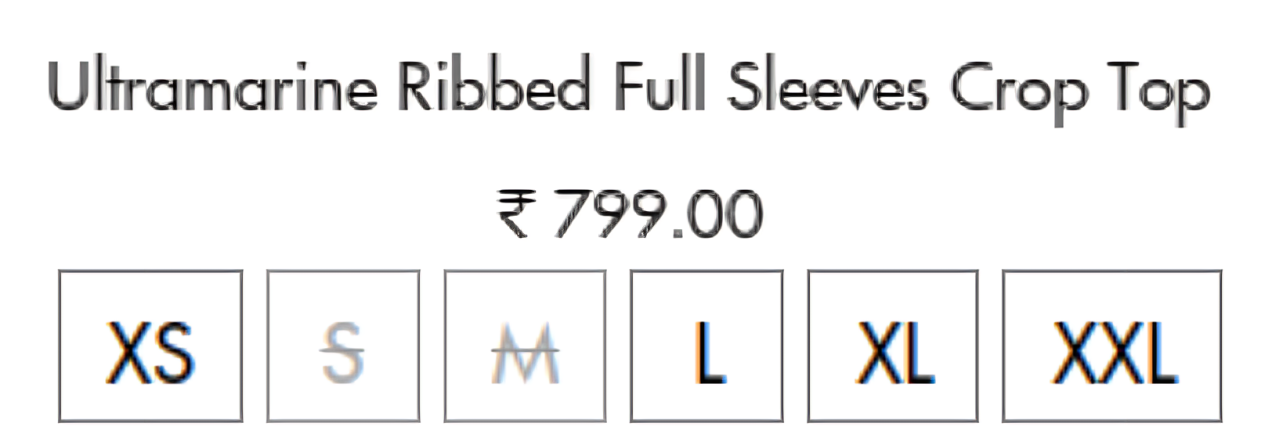 Ultramarine Ribbed Full Sleeves Crop Top
₹ 799.00
XS S M L XL XXL